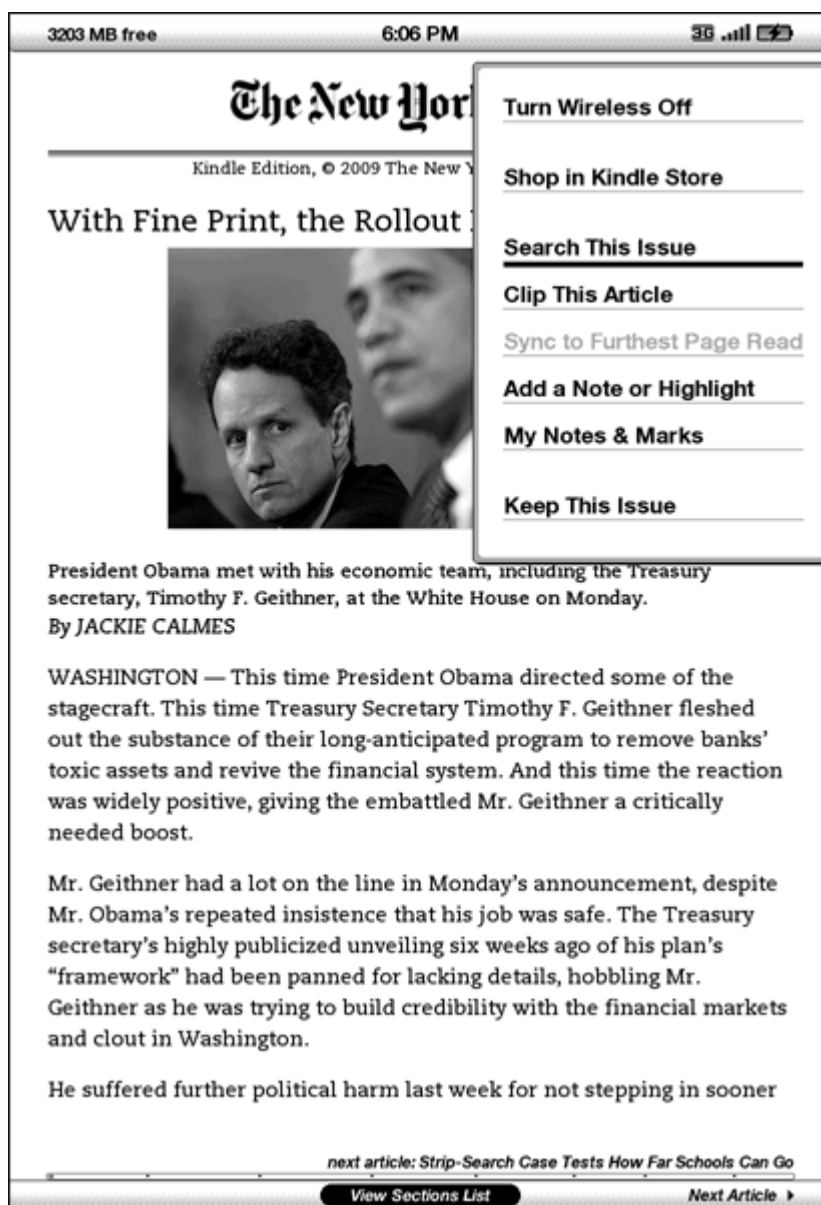 3203 MB free
6:06 PM
3G
The New Yor
Kindle Edition, © 2009 The New Y
With Fine Print, the Rollout
Turn Wireless Off
Shop in Kindle Store
Search This Issue
Clip This Article
Sync to Furthest Page Read
Add a Note or Highlight
My Notes & Marks
Keep This Issue
President Obama met with his economic team, including the Treasury
secretary, Timothy F. Geithner, at the White House on Monday.
By JACKIE CALMES
WASHINGTON — This time President Obama directed some of the
stagecraft. This time Treasury Secretary Timothy F. Geithner fleshed
out the substance of their long-anticipated program to remove banks’
toxic assets and revive the financial system. And this time the reaction
was widely positive, giving the embattled Mr. Geithner a critically
needed boost.
Mr. Geithner had a lot on the line in Monday’s announcement, despite
Mr. Obama’s repeated insistence that his job was safe. The Treasury
secretary’s highly publicized unveiling six weeks ago of his plan’s
“framework” had been panned for lacking details, hobbling Mr.
Geithner as he was trying to build credibility with the financial markets
and clout in Washington.
He suffered further political harm last week for not stepping in sooner
next article: Strip-Search Case Tests How Far Schools Can Go
View Sections List
Next Article